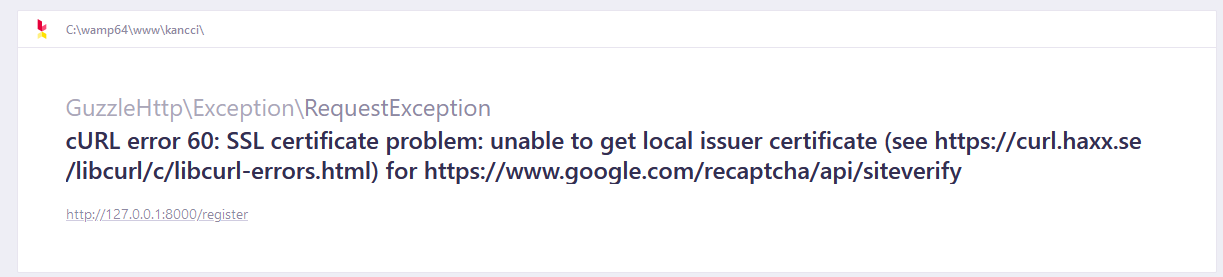 C:\wamp64\www\kancci\
GuzzleHttp\Exception\RequestException
cURL error 60: SSL certificate problem: unable to get local issuer certificate (see https://curl.haxx.se
/libcurl/c/libcurl-errors.html) for https://www.google.com/recaptcha/api/siteverify
http://127.0.0.1:8000/register